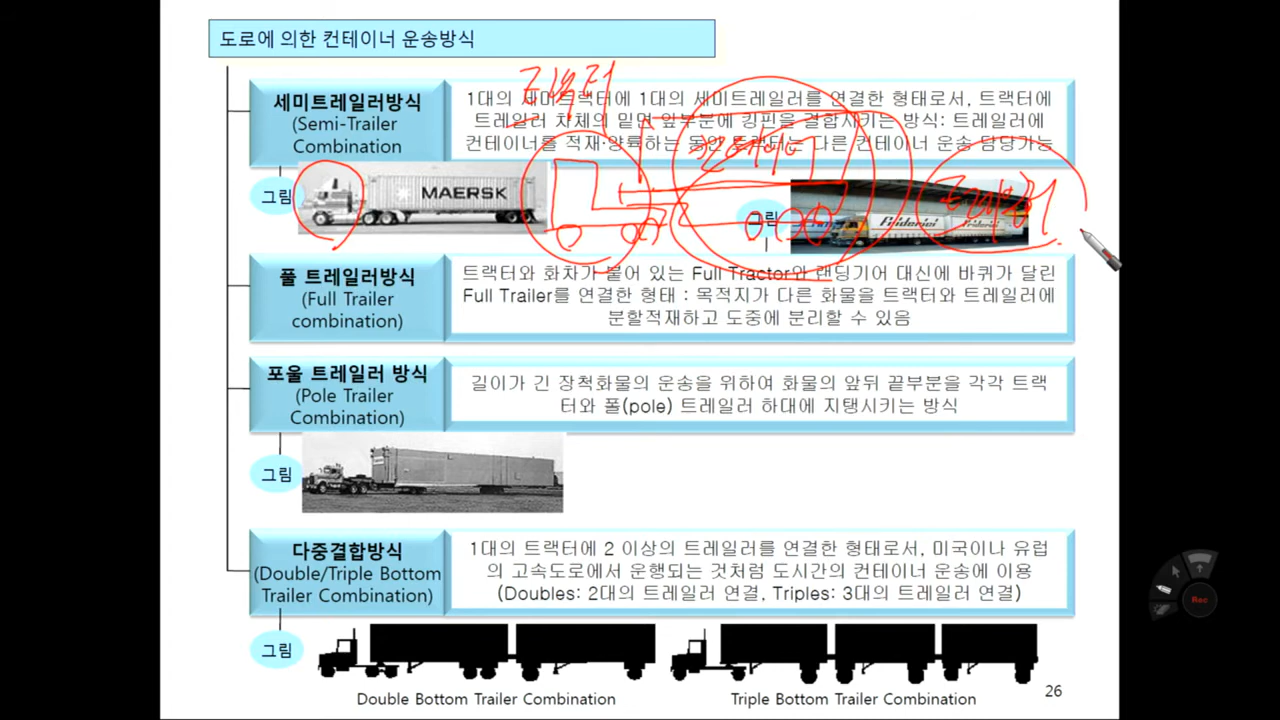 도로에 의한 컨테이너 운송방식
세미트레일러방식
(Semi-Trailer
Combination
1대의 세미트랙터에 1대의 세미트레일러를 연결한 형태로서, 트랙터에
트레일러 차체의 밑면 앞부분에 킹핀을 결합시키는 방식: 트레일러에
컨테이너를 적재·양륙하는 동안 트랙터는 다른 컨테이너 운송 담당가능
트랙터
컨테이너
트레일러
그림
MAERSK
그림
Friderici
Friderici
풀 트레일러방식
(Full Trailer
combination)
트랙터와 화차가 붙어 있는 Full Tractor와 랜딩기어 대신에 바퀴가 달린
Full Trailer를 연결한 형태 : 목적지가 다른 화물을 트랙터와 트레일러에
분할적재하고 도중에 분리할 수 있음
포울 트레일러 방식
(Pole Trailer
Combination)
길이가 긴 장척화물의 운송을 위하여 화물의 앞뒤 끝부분을 각각 트랙
터와 폴(pole) 트레일러 하대에 지탱시키는 방식
그림
다중결합방식
(Double/Triple Bottom
Trailer Combination)
1대의 트랙터에 2 이상의 트레일러를 연결한 형태로서, 미국이나 유럽
의 고속도로에서 운행되는 것처럼 도시간의 컨테이너 운송에 이용
(Doubles: 2대의 트레일러 연결, Triples: 3대의 트레일러 연결)
그림
Double Bottom Trailer Combination
Triple Bottom Trailer Combination
26
Rec